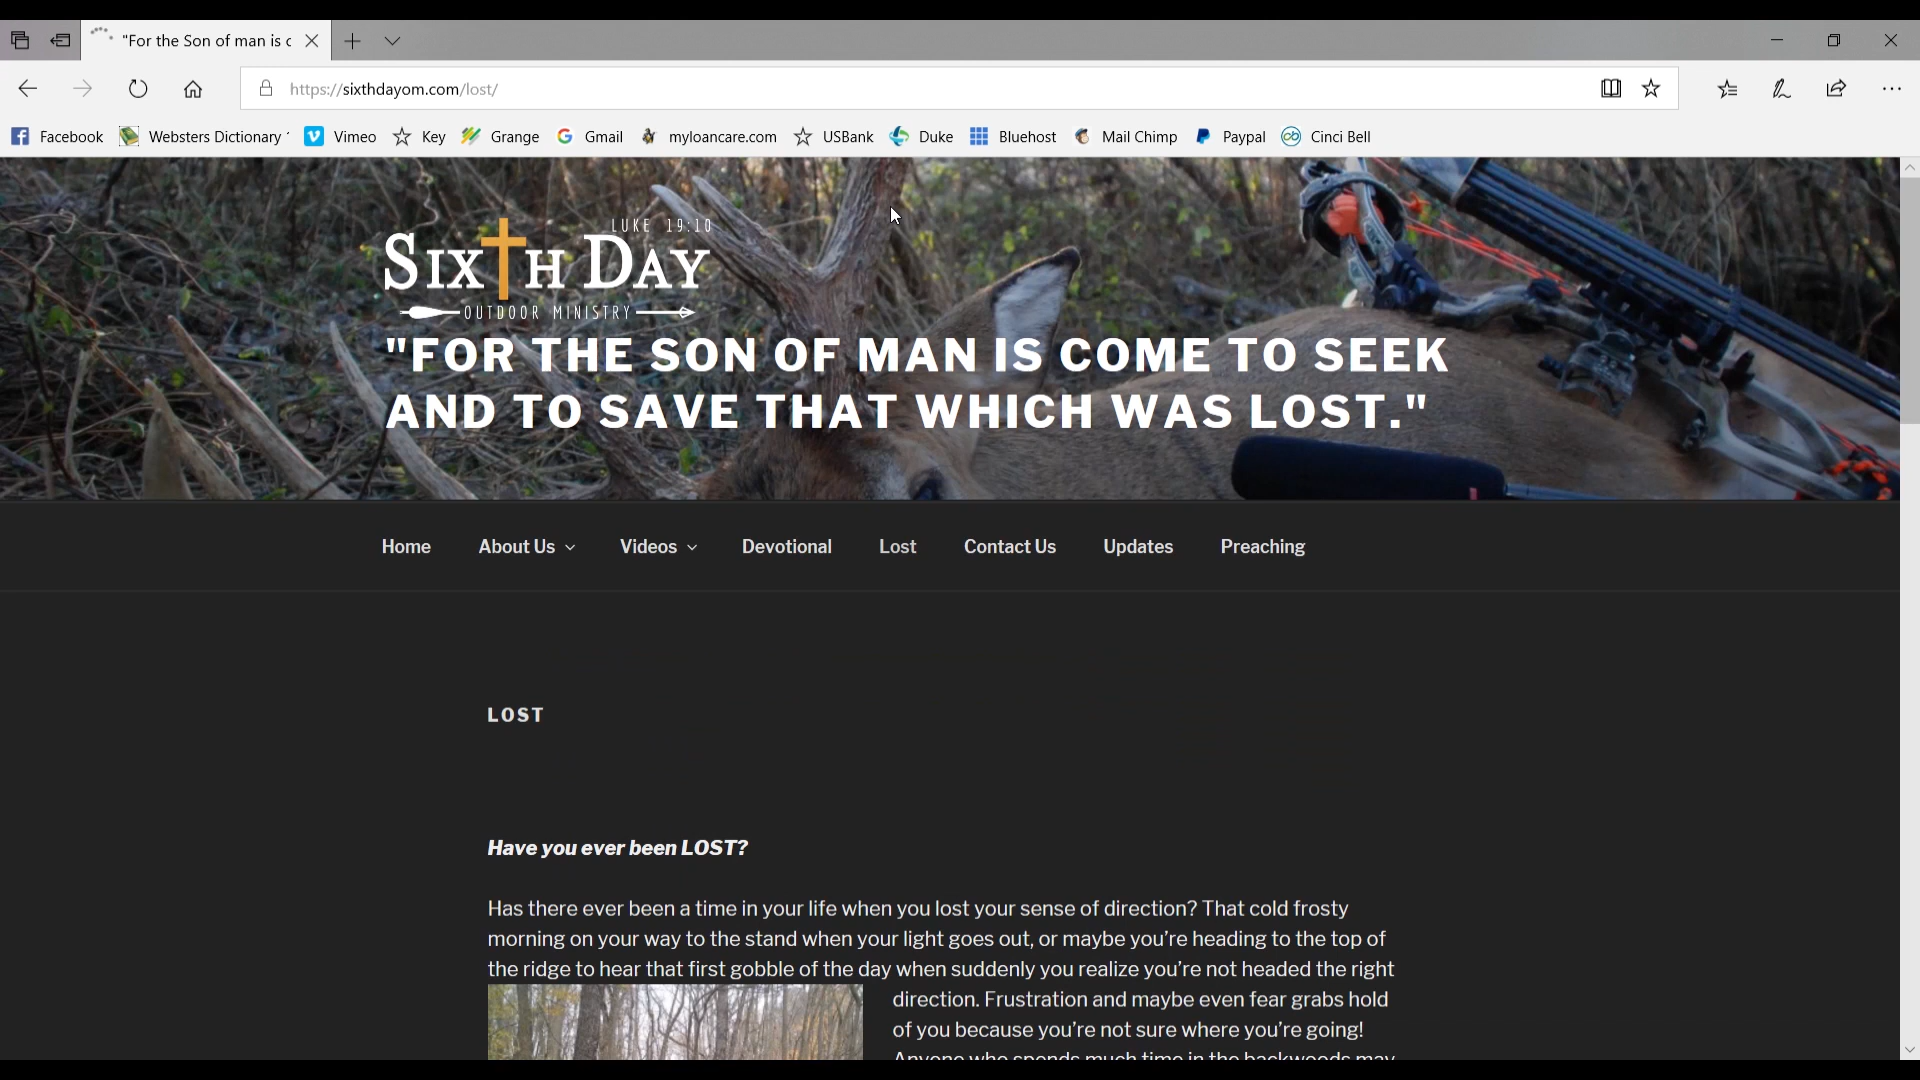 "For the Son of man is c
https://sixthdayom.com/lost/
Facebook Websters Dictionary Vimeo Key Grange Gmail myloancare.com USBank Duke Bluehost Mail Chimp Paypal Cinci Bell
LUKE 19:10
SIXTH DAY
OUTDOOR MINISTRY
"FOR THE SON OF MAN IS COME TO SEEK
AND TO SAVE THAT WHICH WAS LOST."
Home About Us Videos Devotional Lost Contact Us Updates Preaching
LOST
Have you ever been LOST?
Has there ever been a time in your life when you lost your sense of direction? That cold frosty
morning on your way to the stand when your light goes out, or maybe you’re heading to the top of
the ridge to hear that first gobble of the day when suddenly you realize you’re not headed the right
direction. Frustration and maybe even fear grabs hold
of you because you’re not sure where you’re going!
Anyone who spends much time in the backwoods may